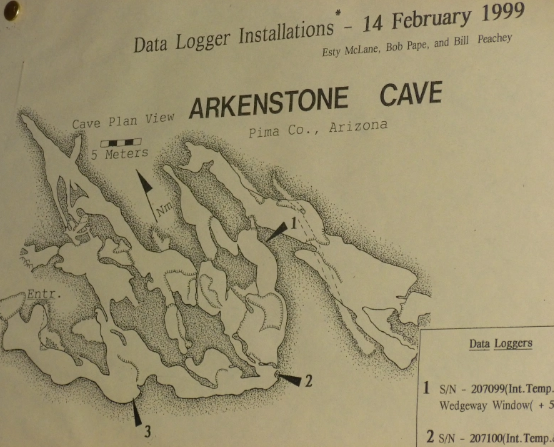 Data Logger Installations* - 14 February 1999
Esty McLane, Bob Pape, and Bill Peachey
ARKENSTONE CAVE
Cave Plan View
Pima Co., Arizona
5 Meters
Nm
1
Entr.
2
3
Data Loggers
1 S/N - 207099(Int.Temp.
Wedgeway Window( + 5
2 S/N - 207100(Int.Temp.